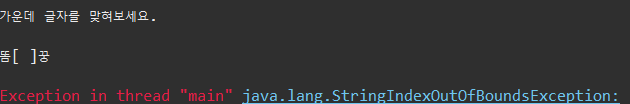 가운데 글자를 맞혀보세요.
똠[ ]꿍
Exception in thread "main" java.lang.StringIndexOutOfBoundsException: